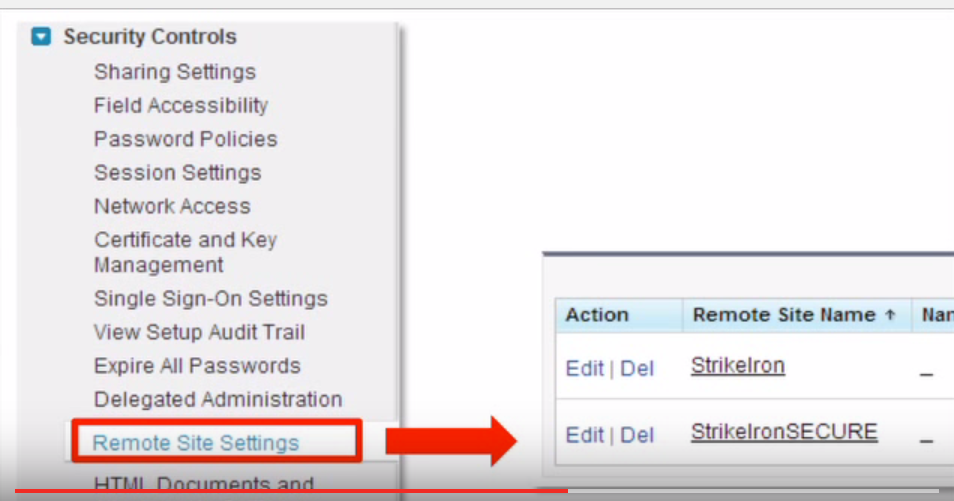 Security Controls
Sharing Settings
Field Accessibility
Password Policies
Session Settings
Network Access
Certificate and Key
Management
Single Sign-On Settings
View Setup Audit Trail
Expire All Passwords
Delegated Administration
Remote Site Settings
HTML Documents and
Action Remote Site Name ↑ Nam
Edit | Del StrikeIron _
Edit | Del StrikeIronSECURE _